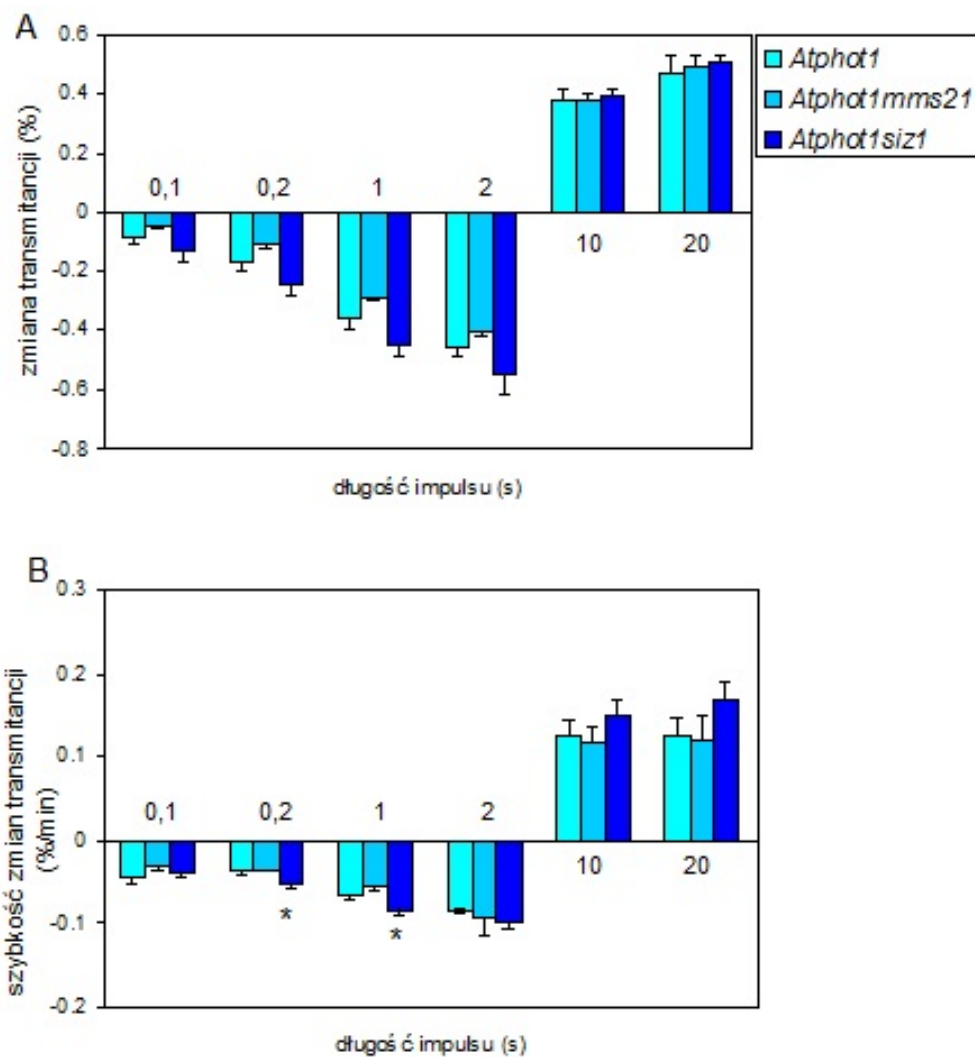 A
0.6
0.4
0.2
0
-0.2
-0.4
-0.6
-0.8
zmiana transmitancji (%)
0,1
0,2
1
2
10
20
długość impulsu (s)
Atphot1
Atphot1mms21
Atphot1siz1
B
0.3
0.2
0.1
0
-0.1
-0.2
szybkość zmian transmitancji
(%/min)
0,1
0,2
1
2
10
20
*
*
długość impulsu (s)